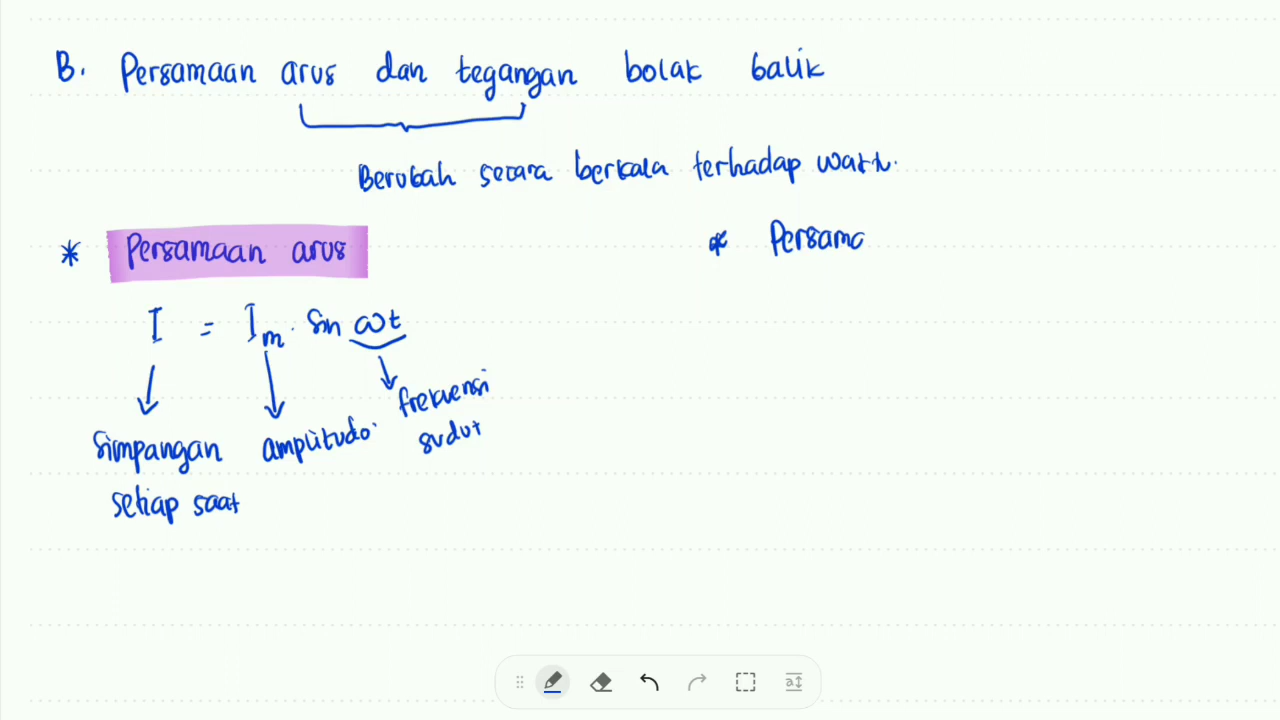 B. Persamaan arus dan tegangan bolak balik
Berubah secara berkala terhadap waktu.
* Persamaan arus
* Persama
I = Im . sin ωt
frekuensi
sudut
simpangan
setiap saat
amplitudo.